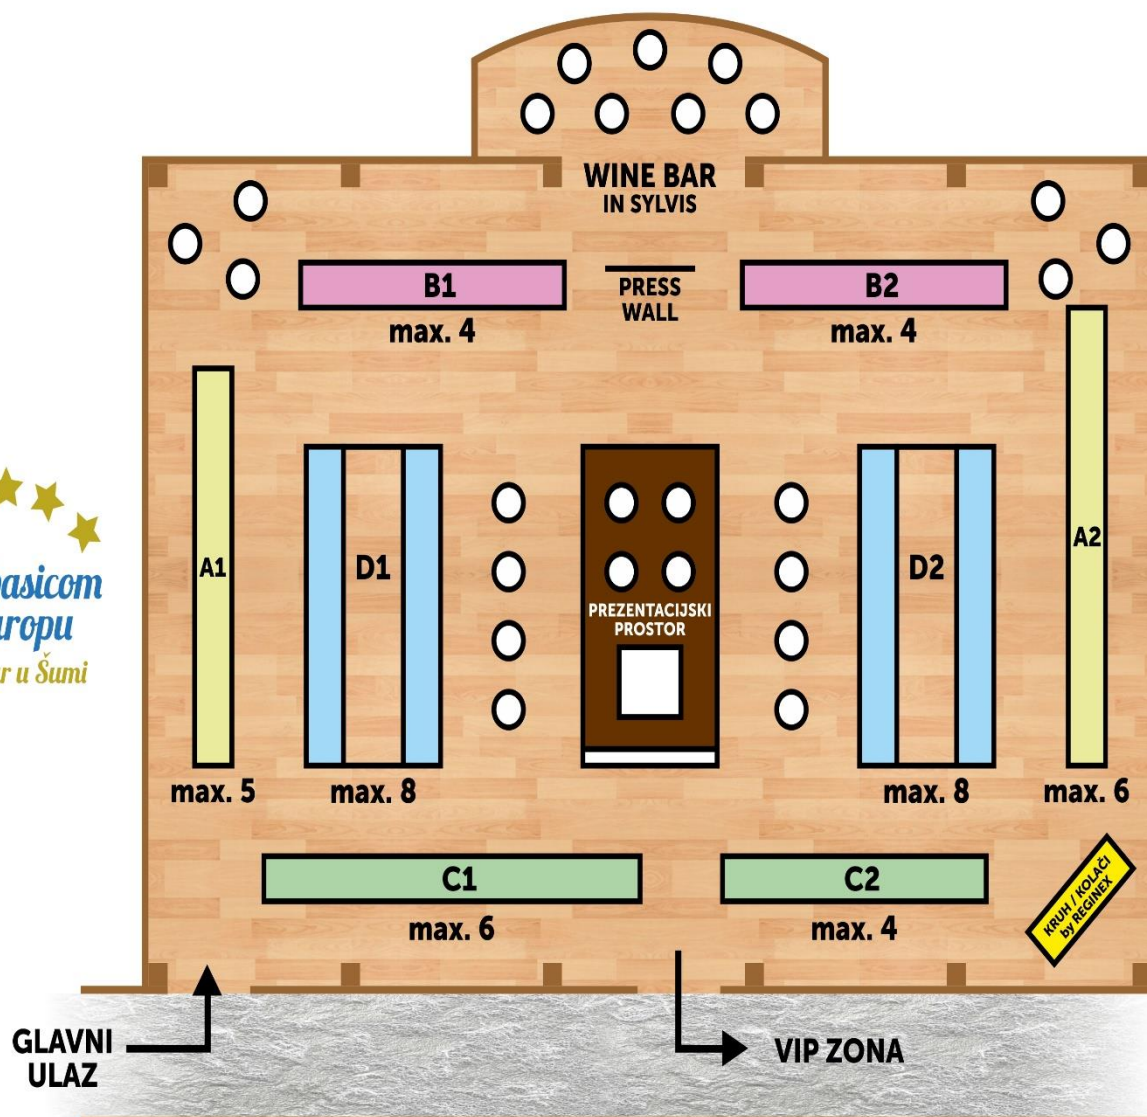 WINE BAR
IN SYLVIS
B1
max. 4
PRESS
WALL
B2
max. 4
A1
max. 5
D1
max. 8
PREZENTACIJSKI
PROSTOR
D2
max. 8
A2
max. 6
C1
max. 6
C2
max. 4
KRUH / KOLAČI
by REGINEX
GLAVNI
ULAZ
VIP ZONA
u Šumi